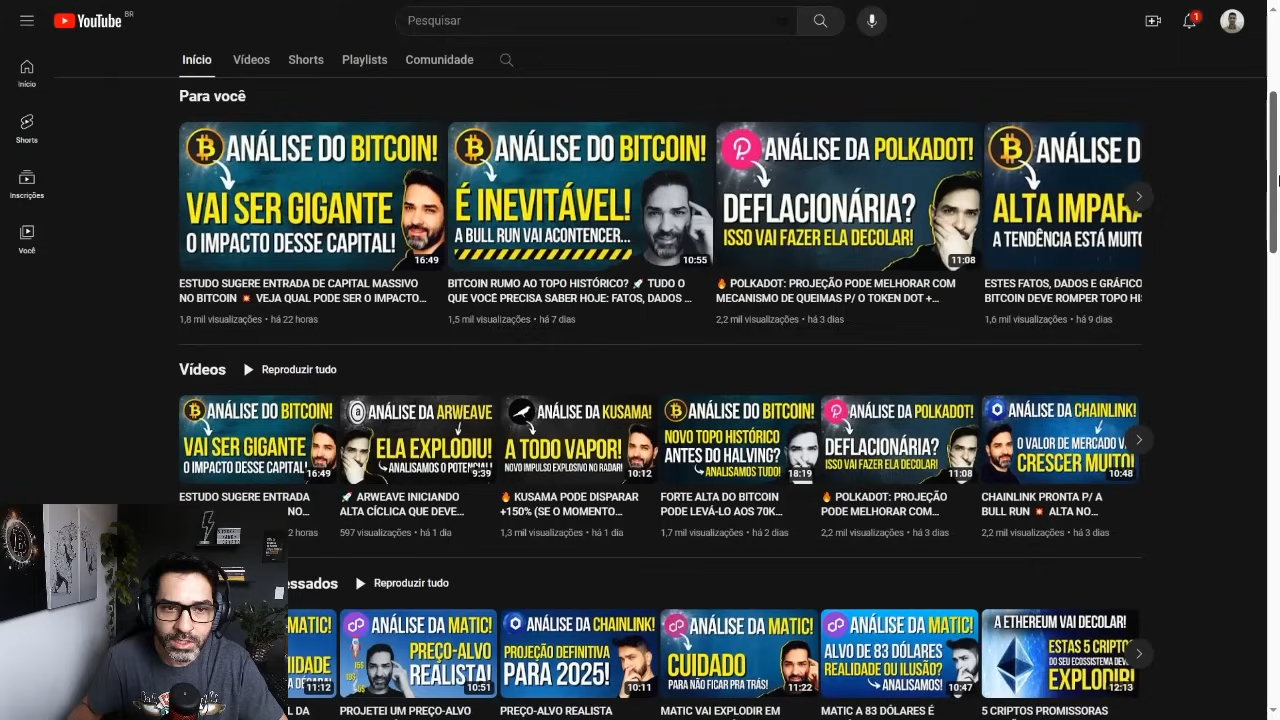 YouTube BR
Pesquisar
1
Início
Vídeos
Shorts
Playlists
Comunidade
Início
Shorts
Inscrições
Você
Para você
ANÁLISE DO BITCOIN!
VAI SER GIGANTE
O IMPACTO DESSE CAPITAL!
16:49
ANÁLISE DO BITCOIN!
É INEVITÁVEL!
A BULL RUN VAI ACONTENCER...
10:55
ANÁLISE DA POLKADOT!
DEFLACIONÁRIA?
ISSO VAI FAZER ELA DECOLAR!
11:08
ANÁLISE D
ALTA IMPARA
A TENDÊNCIA ESTÁ MUITO
ESTUDO SUGERE ENTRADA DE CAPITAL MASSIVO
NO BITCOIN 💥 VEJA QUAL PODE SER O IMPACTO...
1,8 mil visualizações • há 22 horas
BITCOIN RUMO AO TOPO HISTÓRICO? 🚀 TUDO O
QUE VOCÊ PRECISA SABER HOJE: FATOS, DADOS ...
1,5 mil visualizações • há 7 dias
🔥 POLKADOT: PROJEÇÃO PODE MELHORAR COM
MECANISMO DE QUEIMAS P/ O TOKEN DOT +...
2,2 mil visualizações • há 3 dias
ESTES FATOS, DADOS E GRÁFICO
BITCOIN DEVE ROMPER TOPO HI
1,6 mil visualizações • há 9 dias
Vídeos
Reproduzir tudo
ANÁLISE DO BITCOIN!
VAI SER GIGANTE
O IMPACTO DESSE CAPITAL!
16:49
ANÁLISE DA ARWEAVE
ELA EXPLODIU!
ANALISAMOS O POTENCIAL!
9:39
ANÁLISE DA KUSAMA!
A TODO VAPOR!
NOVO IMPULSO EXPLOSIVO NO RADAR!
10:12
ANÁLISE DO BITCOIN!
NOVO TOPO HISTÓRICO
ANTES DO HALVING?
ANALISAMOS TUDO!
18:19
ANÁLISE DA POLKADOT!
DEFLACIONÁRIA?
ISSO VAI FAZER ELA DECOLAR!
11:08
ANÁLISE DA CHAINLINK!
O VALOR DE MERCADO V
CRESCER MUITO!
10:48
ESTUDO SUGERE ENTRADA
NO...
2 horas
🚀 ARWEAVE INICIANDO
ALTA CÍCLICA QUE DEVE...
597 visualizações • há 1 dia
🔥 KUSAMA PODE DISPARAR
+150% (SE O MOMENTO...
1,3 mil visualizações • há 1 dia
FORTE ALTA DO BITCOIN
PODE LEVÁ-LO AOS 70K...
1,7 mil visualizações • há 2 dias
🔥 POLKADOT: PROJEÇÃO
PODE MELHORAR COM...
2,2 mil visualizações • há 3 dias
CHAINLINK PRONTA P/ A
BULL RUN 💥 ALTA NO...
2,2 mil visualizações • há 3 dias
essados
Reproduzir tudo
MATIC!
11:12
ANÁLISE DA MATIC!
PREÇO-ALVO
REALISTA!
10:51
ANÁLISE DA CHAINLINK!
PROJEÇÃO DEFINITIVA
PARA 2025!
10:11
ANÁLISE DA MATIC!
CUIDADO
PARA NÃO FICAR PRA TRÁS!
11:22
ANÁLISE DA MATIC!
ALVO DE 83 DÓLARES
REALIDADE OU ILUSÃO?
ANALISAMOS!
10:47
A ETHEREUM VAI DECOLAR!
ESTAS 5 CRIPTO
DO SEU ECOSSISTEMA DEVE
EXPLODIR!
12:13
L DA
PROJETEI UM PREÇO-ALVO
PREÇO-ALVO REALISTA
MATIC VAI EXPLODIR EM
MATIC A 83 DÓLARES É
5 CRIPTOS PROMISSORAS